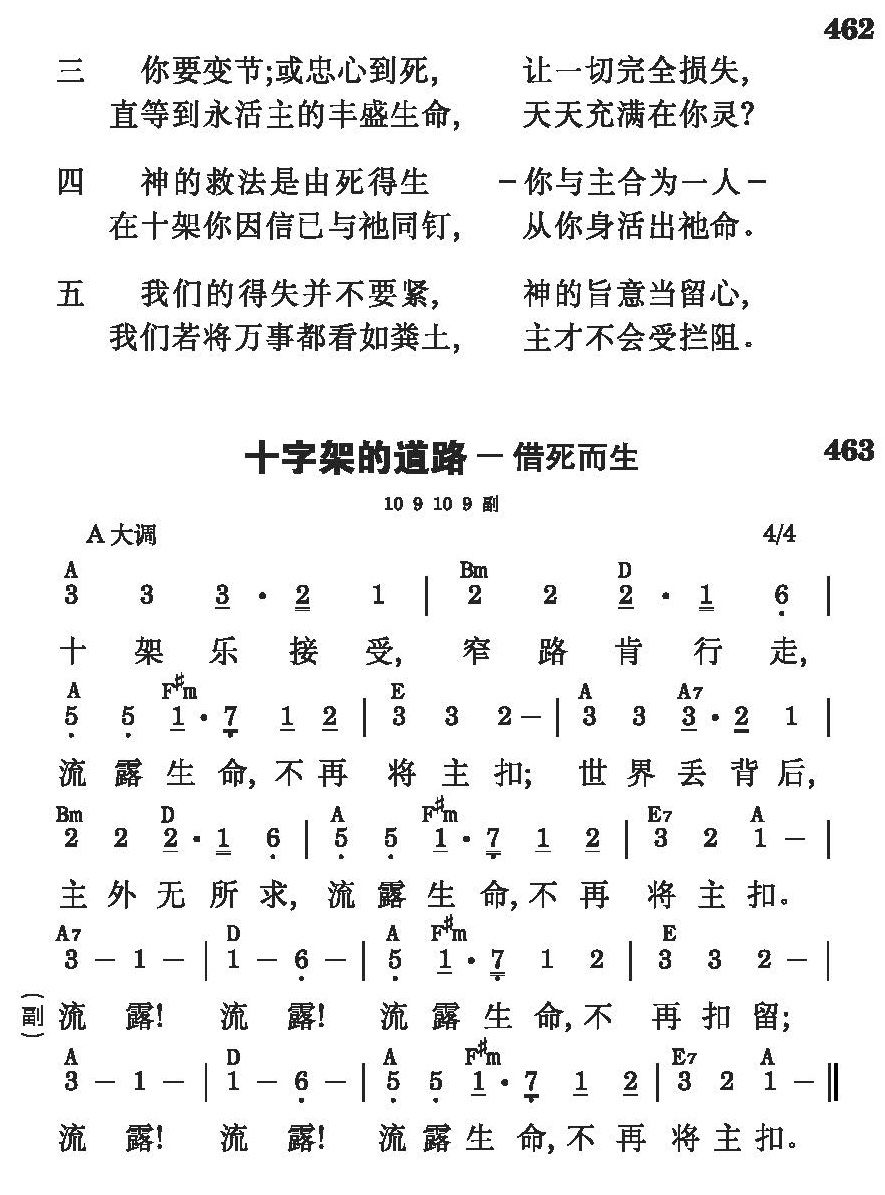 462
三 你要变节;或忠心到死, 让一切完全损失,
直等到永活主的丰盛生命, 天天充满在你灵?
四 神的救法是由死得生 －你与主合为一人－
在十架你因信已与祂同钉, 从你身活出祂命。
五 我们的得失并不要紧, 神的旨意当留心,
我们若将万事都看如粪土, 主才不会受拦阻。
十字架的道路－借死而生 463
10 9 10 9 副
A大调 4/4
A Bm D
3 3 3 · 2 1 | 2 2 2 · 1 6 |
十架乐接受, 窄路肯行走,
A F♯m E A A7
5 5 1 · 7 1 2 | 3 3 2 － | 3 3 3 · 2 1 |
流露生命,不再将主扣; 世界丢背后,
Bm D A F♯m E7 A
2 2 2 · 1 6 | 5 5 1 · 7 1 2 | 3 2 1 － |
主外无所求, 流露生命,不再将主扣。
A7 D A F♯m E
3 － 1 － | 1 － 6 － | 5 1 · 7 1 2 | 3 3 2 － |
(副) 流露! 流露! 流露生命,不再扣留;
A D A F♯m E7 A
3 － 1 － | 1 － 6 － | 5 5 1 · 7 1 2 | 3 2 1 － ‖
流露! 流露! 流露生命,不再将主扣。